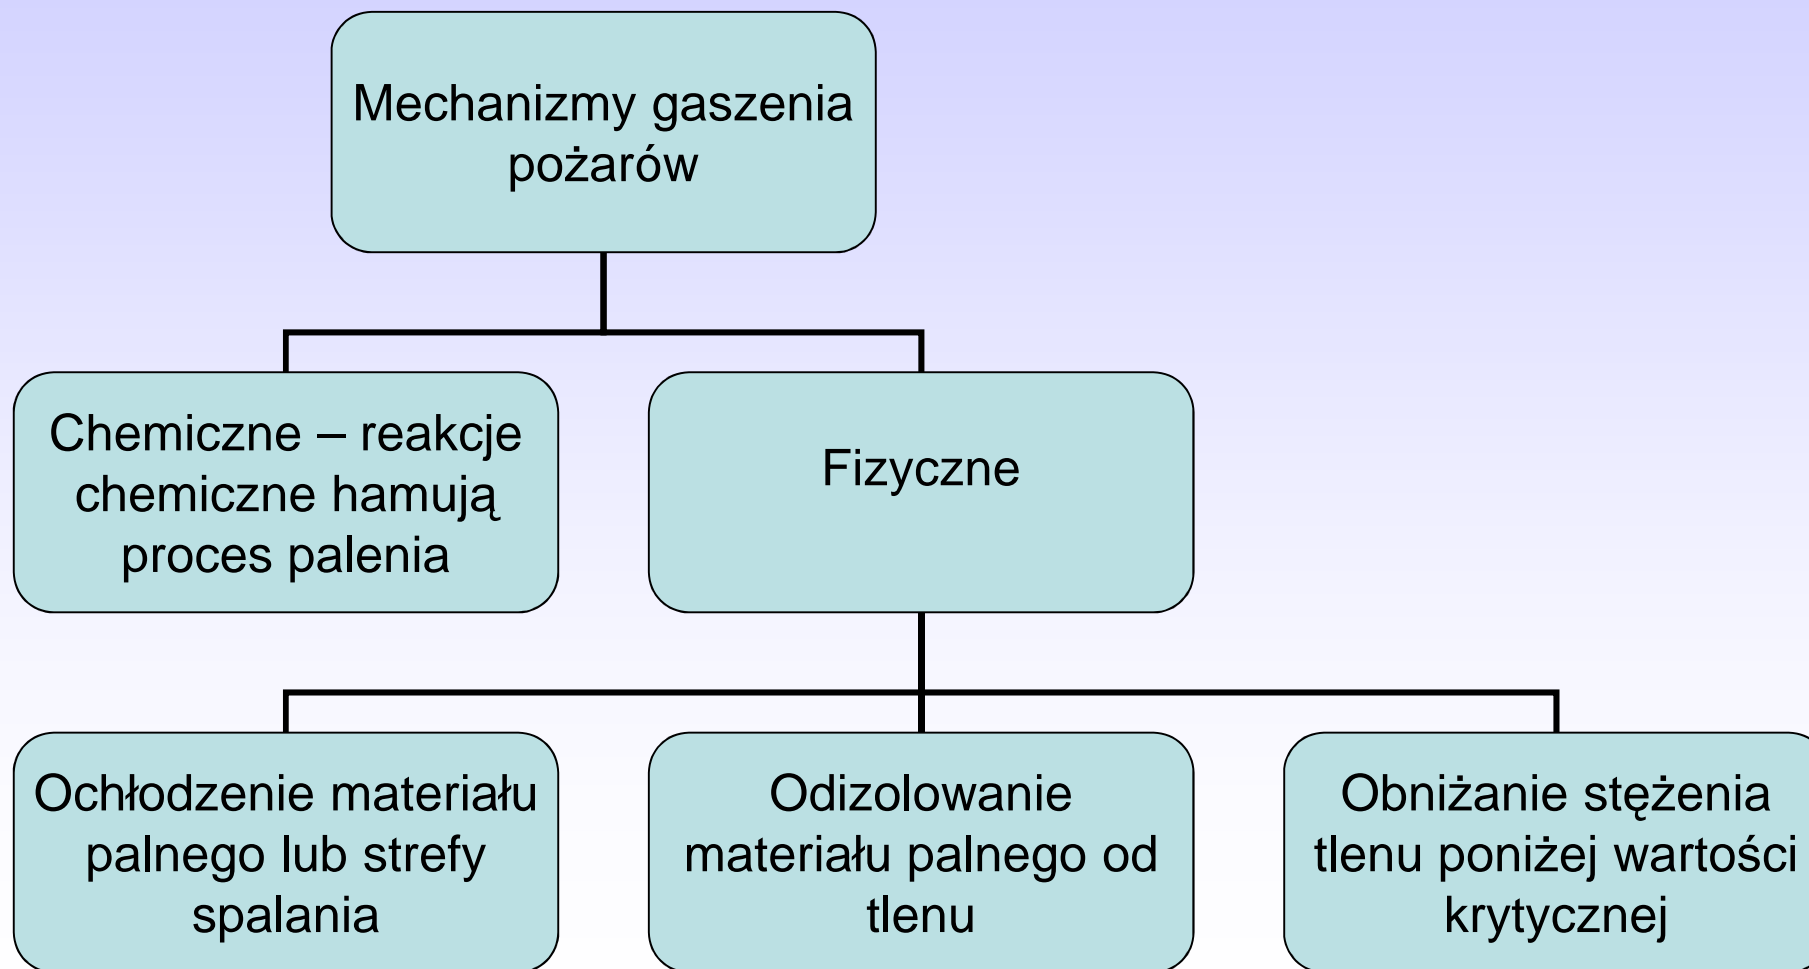 Mechanizmy gaszenia
pożarów
Chemiczne – reakcje
chemiczne hamują
proces palenia
Fizyczne
Ochłodzenie materiału
palnego lub strefy
spalania
Odizolowanie
materiału palnego od
tlenu
Obniżanie stężenia
tlenu poniżej wartości
krytycznej